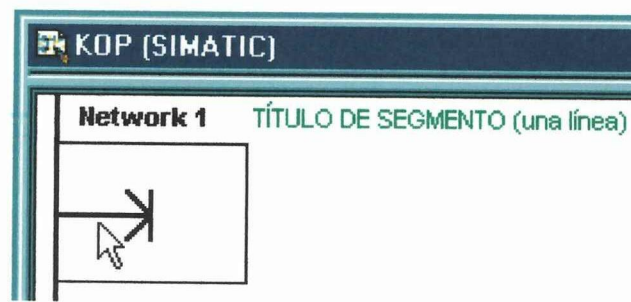 KOP (SIMATIC)
Network 1 TÍTULO DE SEGMENTO (una línea)